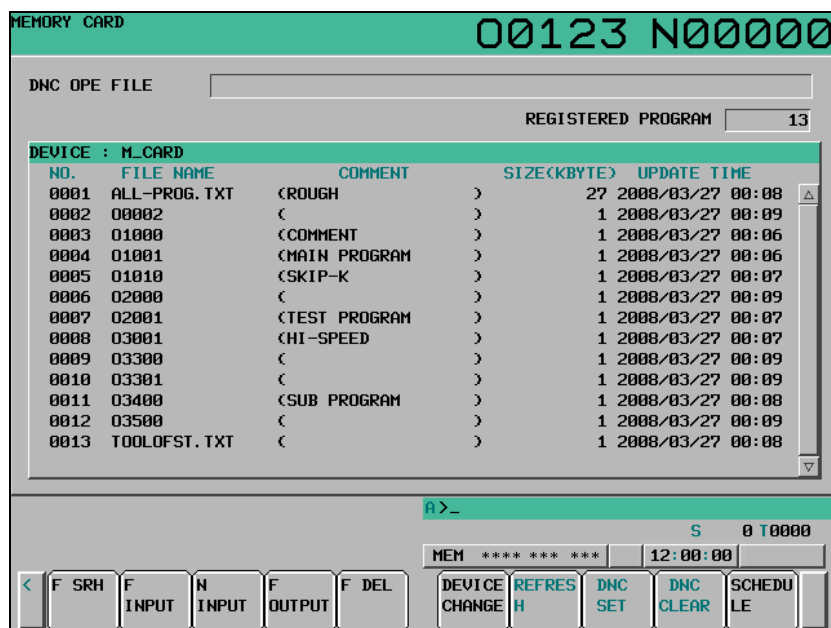 MEMORY CARD O0123 N00000
DNC OPE FILE
REGISTERED PROGRAM 13
DEVICE : M_CARD
NO. FILE NAME COMMENT SIZE(KBYTE) UPDATE TIME
0001 ALL-PROG.TXT (ROUGH ) 27 2008/03/27 00:08
0002 O0002 ( ) 1 2008/03/27 00:09
0003 O1000 (COMMENT ) 1 2008/03/27 00:06
0004 O1001 (MAIN PROGRAM ) 1 2008/03/27 00:06
0005 O1010 (SKIP-K ) 1 2008/03/27 00:07
0006 O2000 ( ) 1 2008/03/27 00:09
0007 O2001 (TEST PROGRAM ) 1 2008/03/27 00:07
0008 O3001 (HI-SPEED ) 1 2008/03/27 00:07
0009 O3300 ( ) 1 2008/03/27 00:09
0010 O3301 ( ) 1 2008/03/27 00:09
0011 O3400 (SUB PROGRAM ) 1 2008/03/27 00:08
0012 O3500 ( ) 1 2008/03/27 00:09
0013 TOOLOFST.TXT ( ) 1 2008/03/27 00:08
A>_
S 0 T0000
MEM **** *** *** 12:00:00
< F SRH F N F F DEL DEVICE REFRES DNC DNC SCHEDU
INPUT INPUT OUTPUT CHANGE H SET CLEAR LE